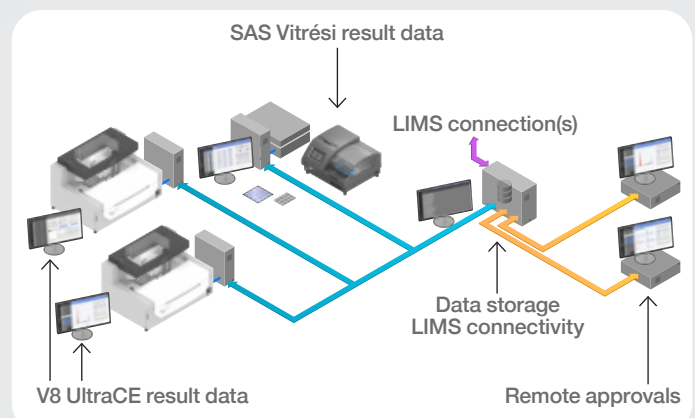 SAS Vitrési result data
LIMS connection(s)
Data storage
LIMS connectivity
V8 UltraCE result data
Remote approvals